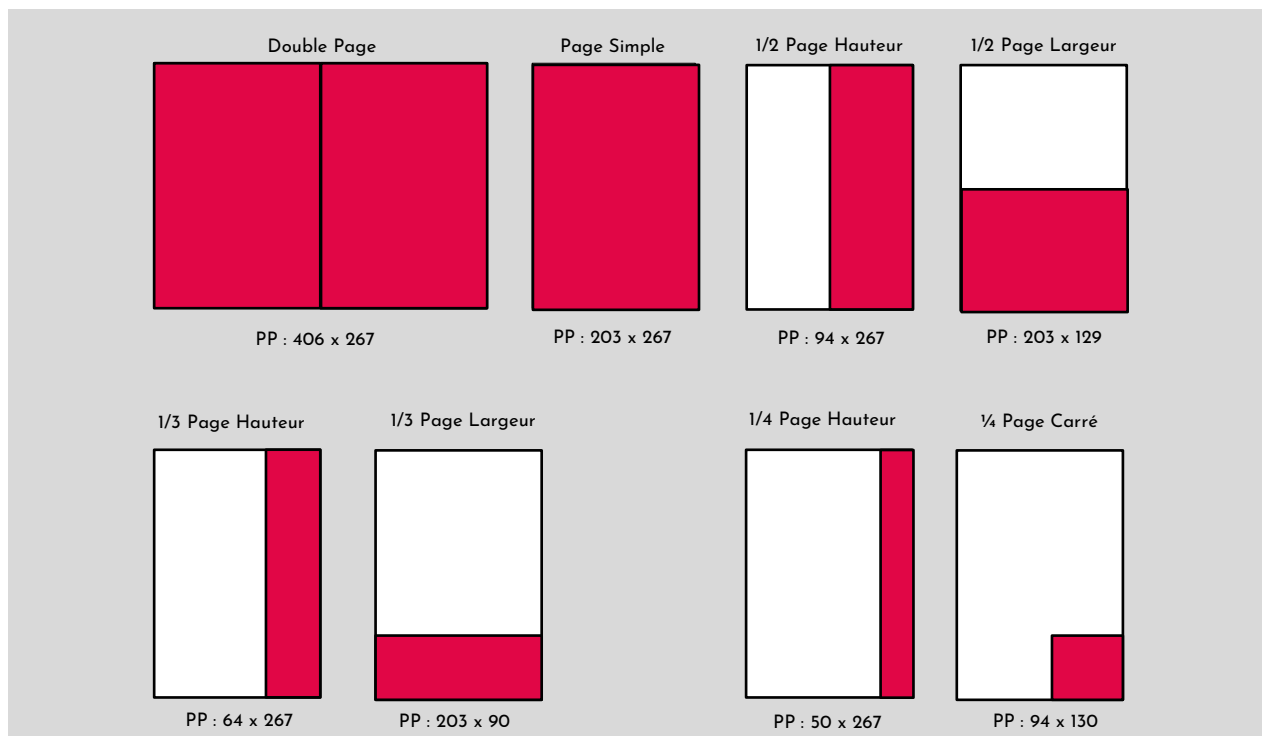 Double Page
Page Simple
1/2 Page Hauteur
1/2 Page Largeur
PP : 406 x 267
PP : 203 x 267
PP : 94 x 267
PP : 203 x 129
1/3 Page Hauteur
1/3 Page Largeur
1/4 Page Hauteur
¼ Page Carré
PP : 64 x 267
PP : 203 x 90
PP : 50 x 267
PP : 94 x 130